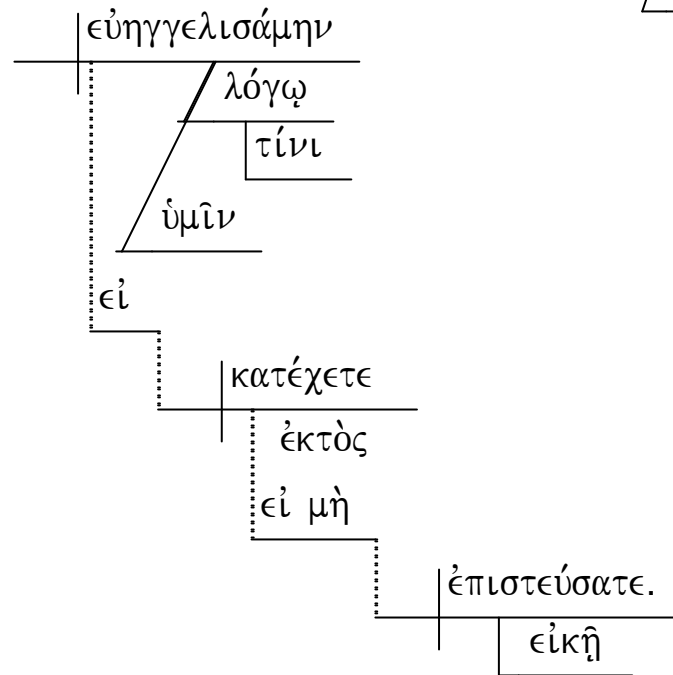 εὐηγγελισάμην
λόγῳ
τίνι
ὑμῖν
εἰ
κατέχετε
ἐκτὸς
εἰ μὴ
ἐπιστεύσατε.
εἰκῇ